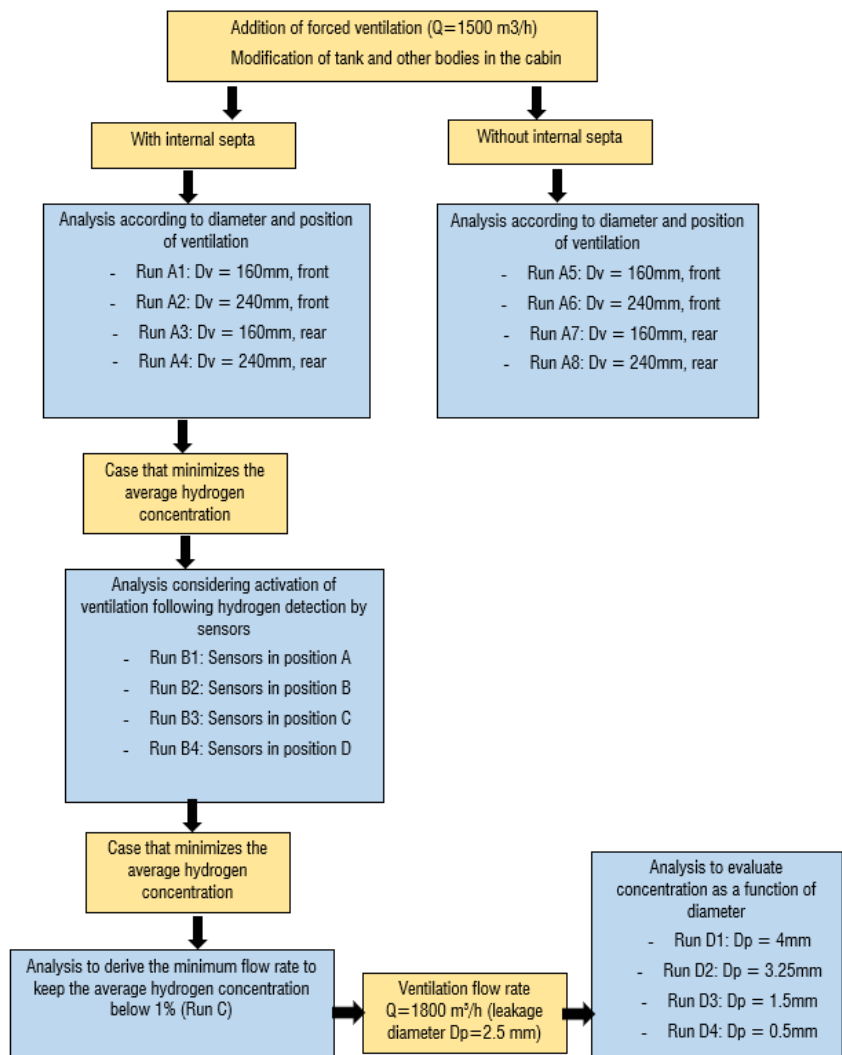 Addition of forced ventilation (Q=1500 m3/h)
Modification of tank and other bodies in the cabin
With internal septa
Without internal septa
Analysis according to diameter and position
of ventilation
- Run A1: Dv = 160mm, front
- Run A2: Dv = 240mm, front
- Run A3: Dv = 160mm, rear
- Run A4: Dv = 240mm, rear
Analysis according to diameter and position
of ventilation
- Run A5: Dv = 160mm, front
- Run A6: Dv = 240mm, front
- Run A7: Dv = 160mm, rear
- Run A8: Dv = 240mm, rear
Case that minimizes the
average hydrogen
concentration
Analysis considering activation of
ventilation following hydrogen detection by
sensors
- Run B1: Sensors in position A
- Run B2: Sensors in position B
- Run B3: Sensors in position C
- Run B4: Sensors in position D
Case that minimizes the
average hydrogen
concentration
Analysis to derive the minimum flow rate to
keep the average hydrogen concentration
below 1% (Run C)
Ventilation flow rate
Q=1800 m³/h (leakage
diameter Dp=2.5 mm)
Analysis to evaluate
concentration as a function of
diameter
- Run D1: Dp = 4mm
- Run D2: Dp = 3.25mm
- Run D3: Dp = 1.5mm
- Run D4: Dp = 0.5mm